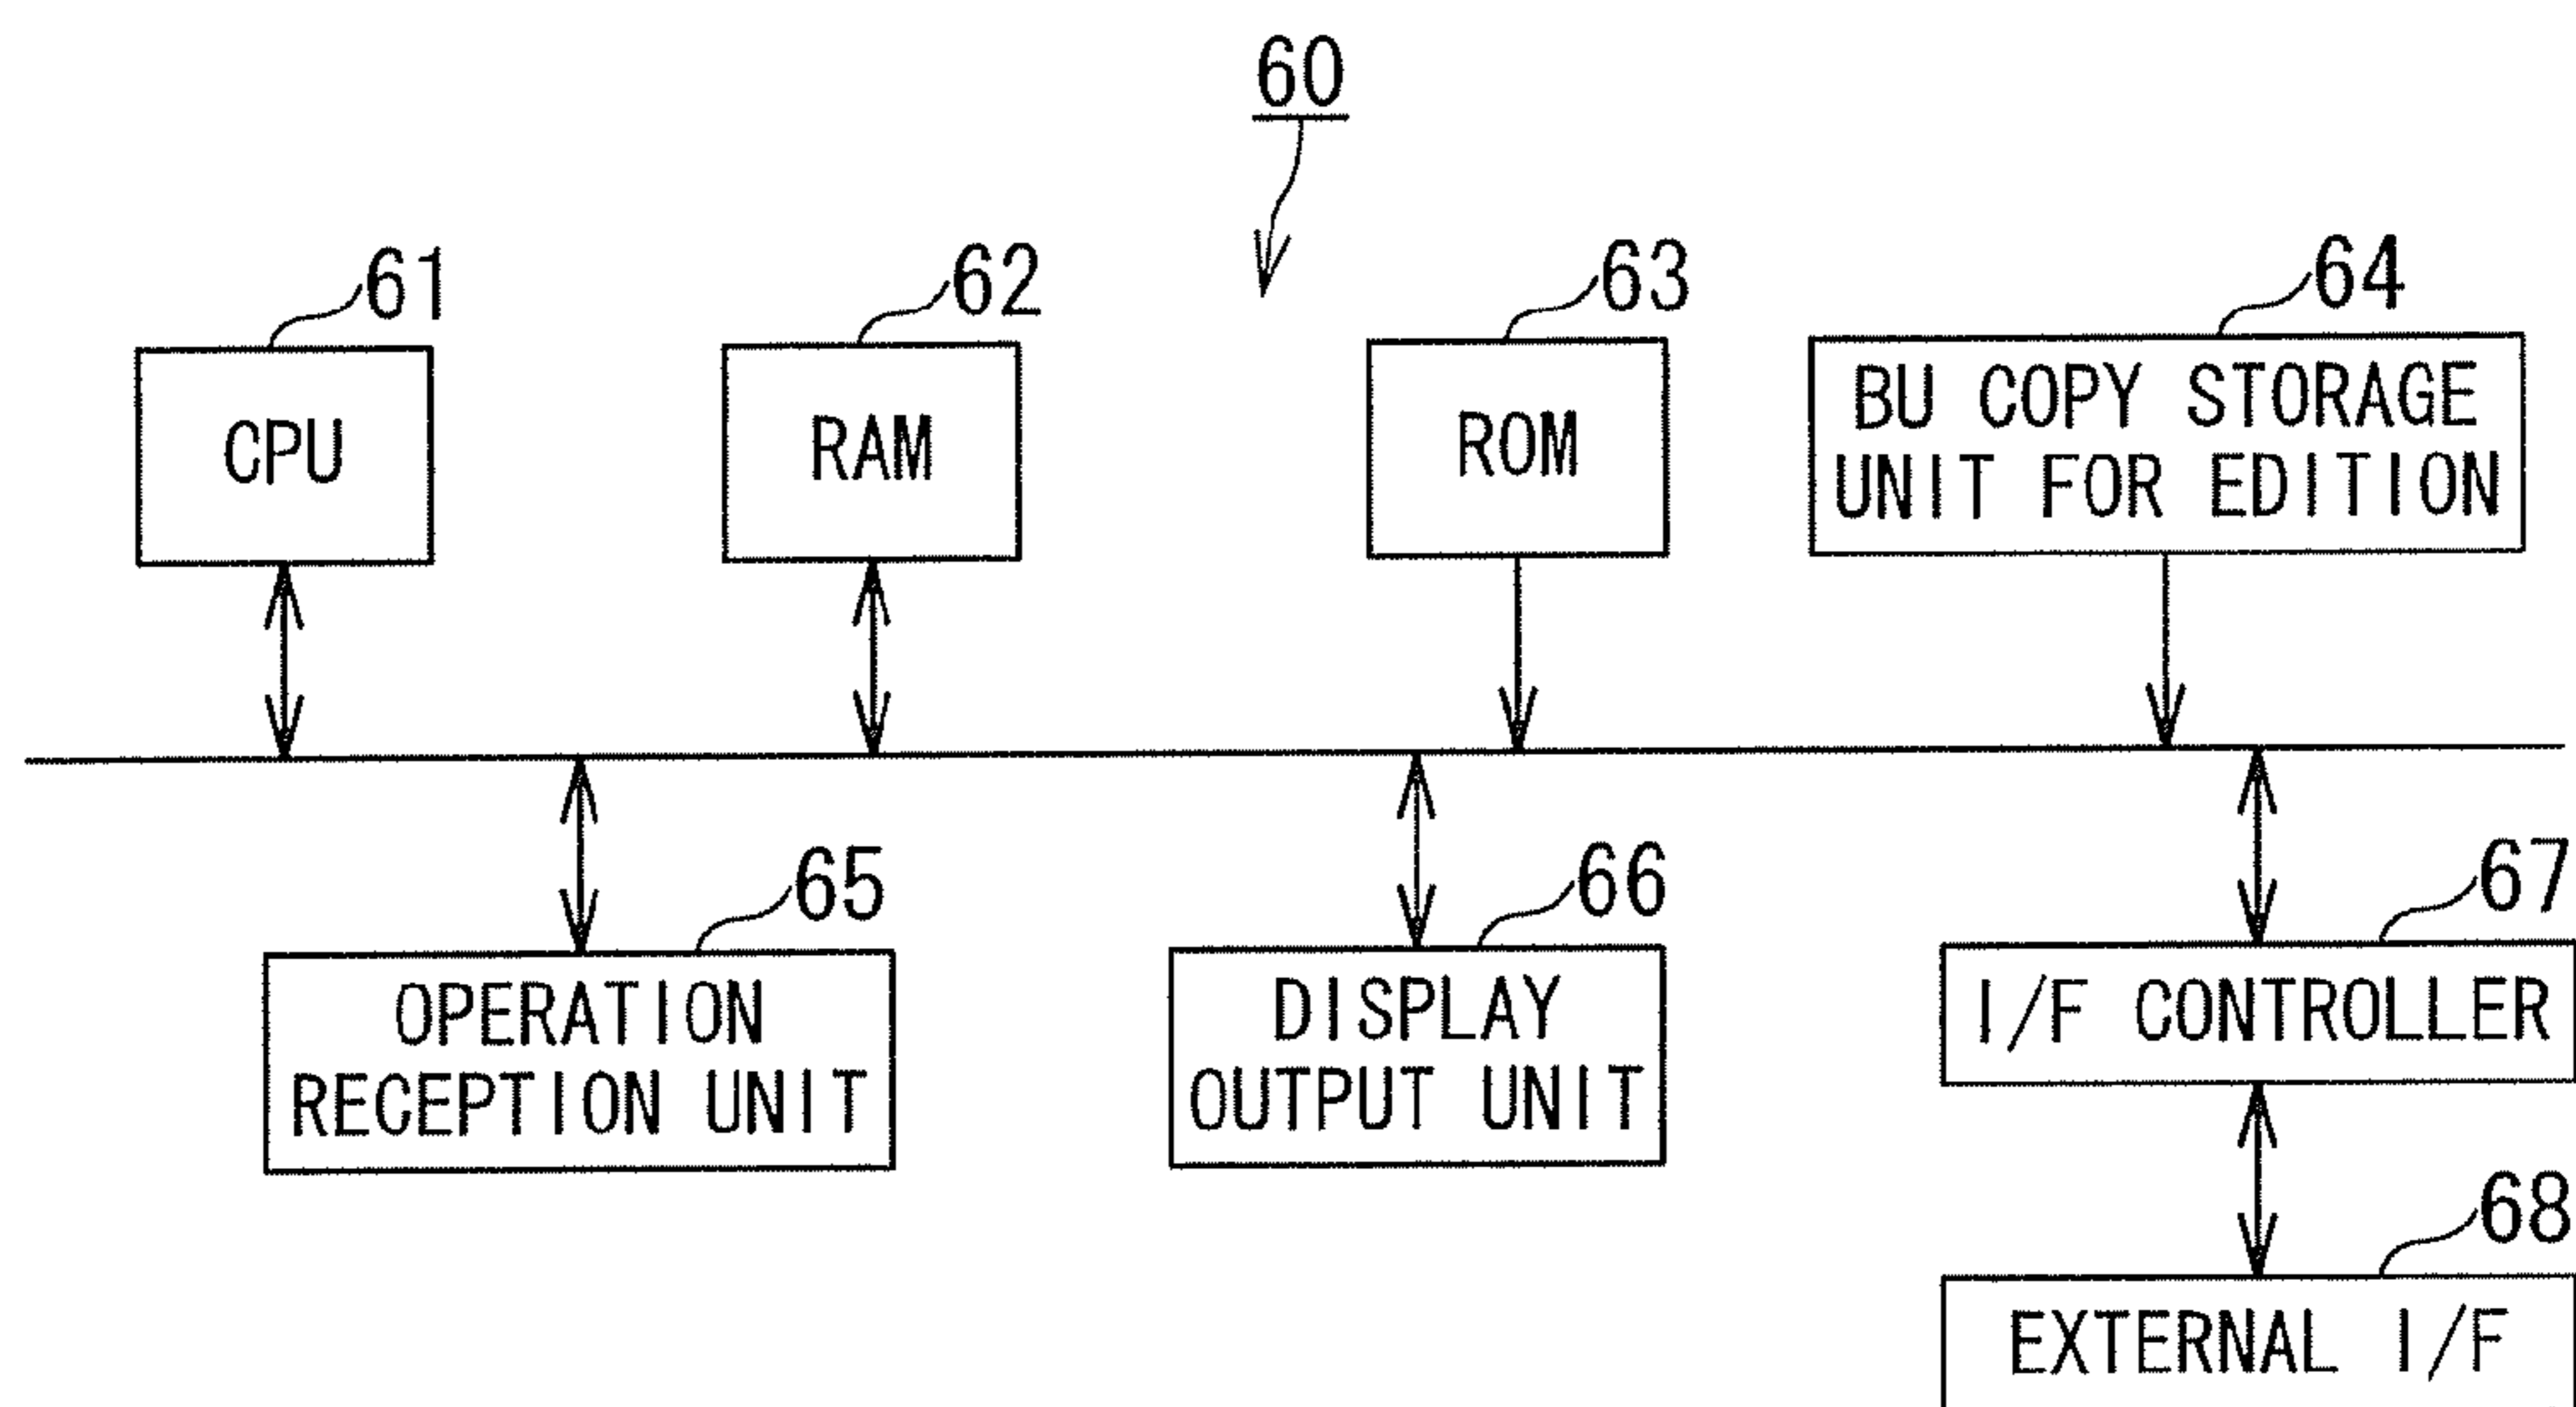 60
61
62
63
64
CPU
RAM
ROM
BU COPY STORAGE
UNIT FOR EDITION
65
66
67
OPERATION
RECEPTION UNIT
DISPLAY
OUTPUT UNIT
I/F CONTROLLER
68
EXTERNAL I/F